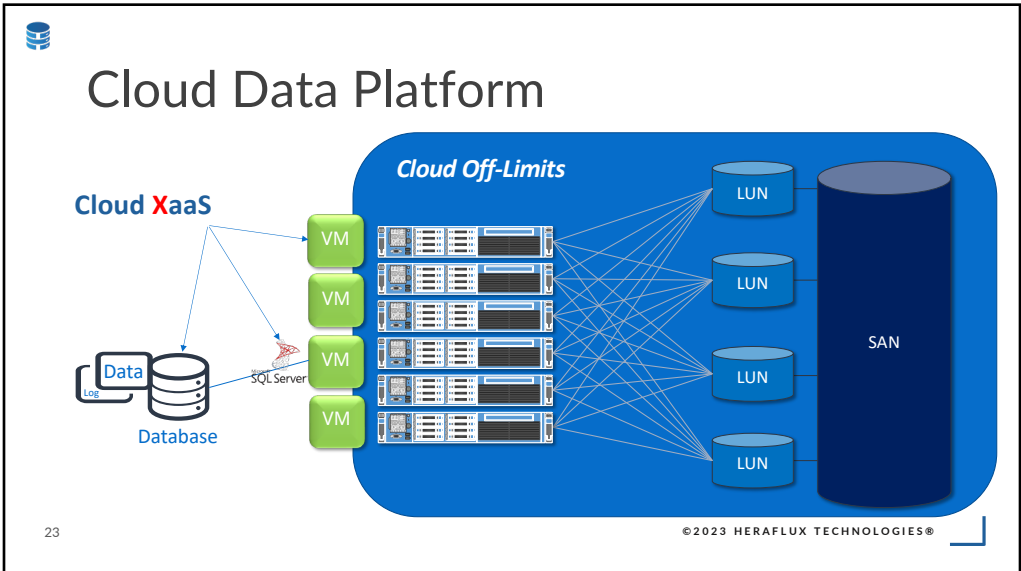 Cloud Data Platform
Cloud Off-Limits
Cloud XaaS
VM
VM
VM
VM
LUN
LUN
LUN
LUN
SAN
Microsoft
SQL Server
Data
Log
Database
23
©2023 HERAFLUX TECHNOLOGIES®